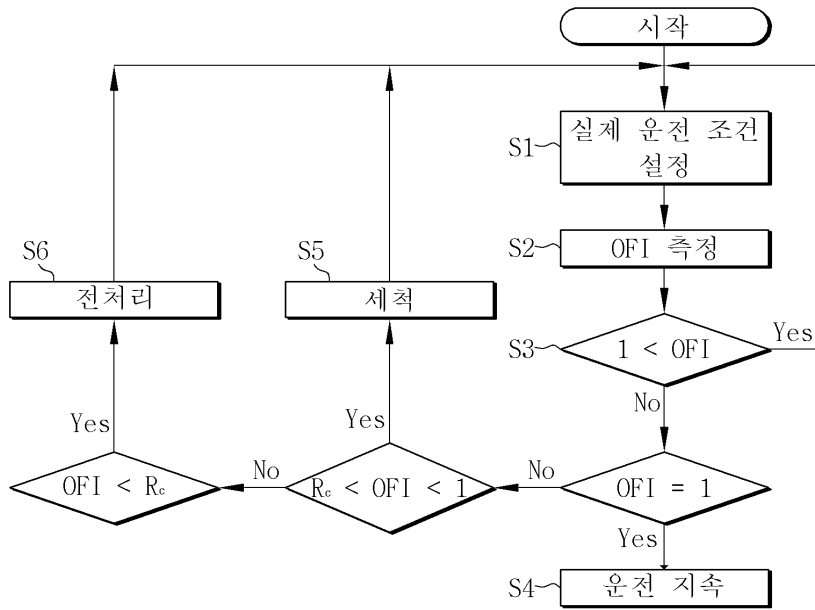 시작
S1
실제 운전 조건
설정
S2
OFI 측정
S6
전처리
S5
세척
S3
1 < OFI
Yes
No
Yes
Yes
OFI < Rc
No
Rc < OFI < 1
No
OFI = 1
Yes
S4
운전 지속